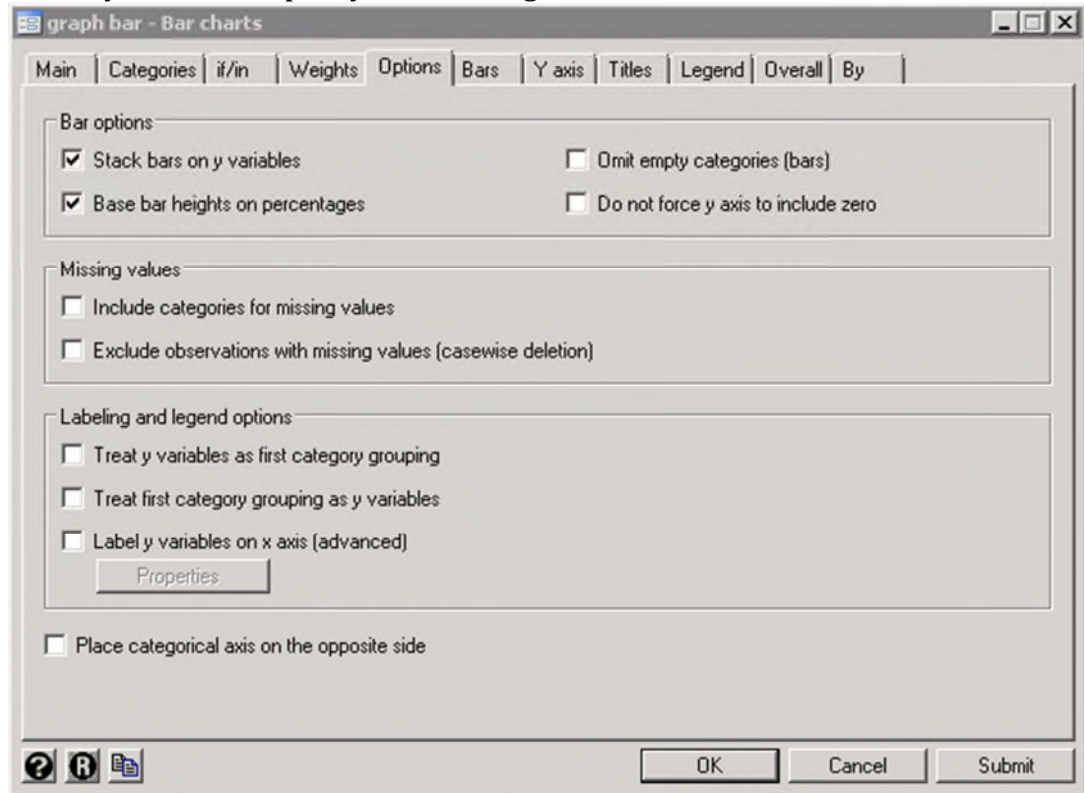 graph bar - Bar charts
Main Categories if/in Weights Options Bars Y axis Titles Legend Overall By
Bar options
Stack bars on y variables Omit empty categories (bars)
Base bar heights on percentages Do not force y axis to include zero
Missing values
Include categories for missing values
Exclude observations with missing values (casewise deletion)
Labeling and legend options
Treat y variables as first category grouping
Treat first category grouping as y variables
Label y variables on x axis (advanced)
Properties
Place categorical axis on the opposite side
? R OK Cancel Submit